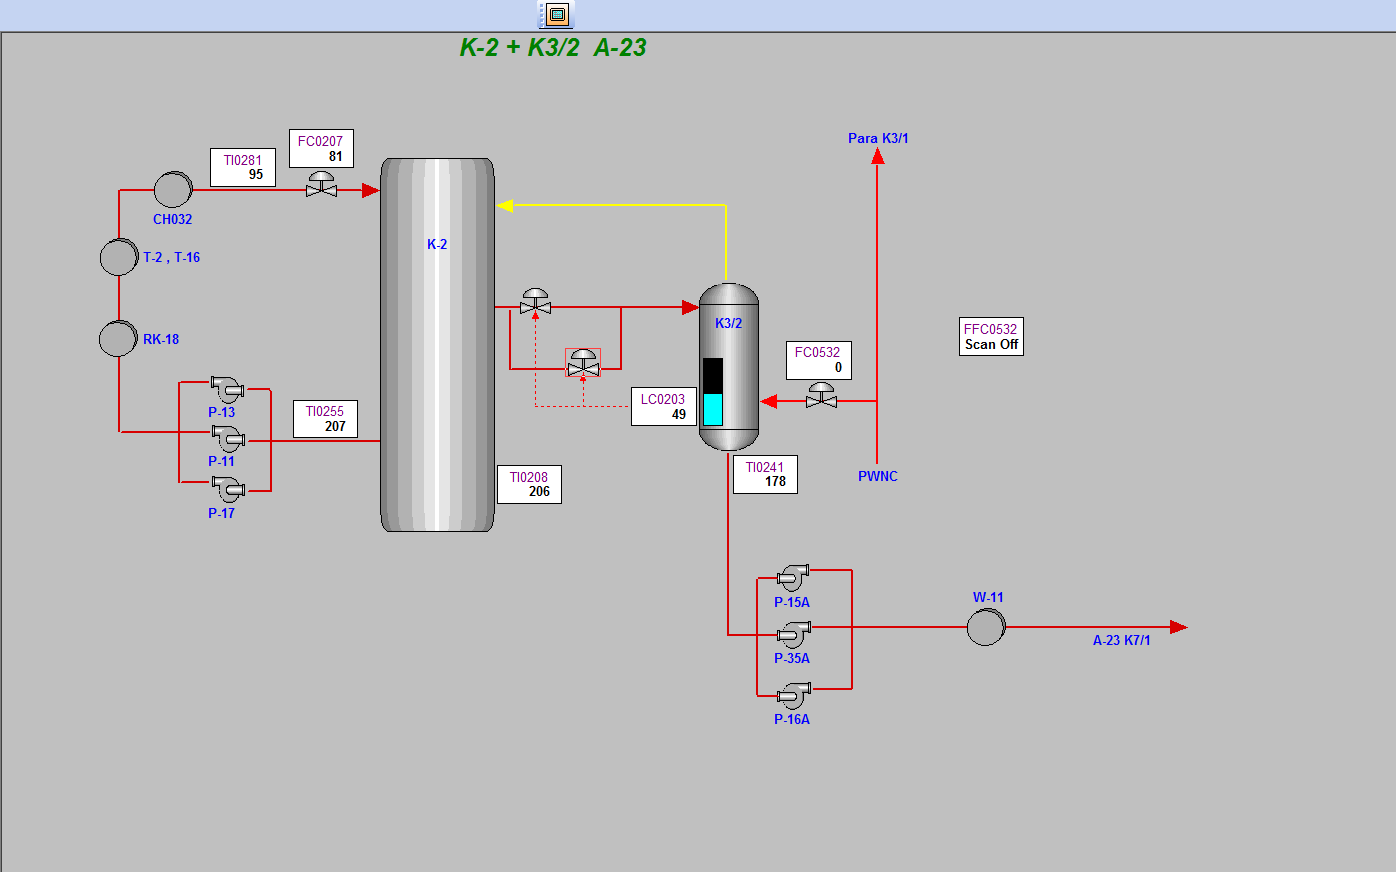 K-2 + K3/2  A-23
FC0207
81
Para K3/1
TI0281
95
CH032
K-2
T-2 , T-16
K3/2
FFC0532
Scan Off
RK-18
FC0532
0
LC0203
49
P-13
TI0255
207
P-11
TI0241
178
TI0208
206
PWNC
P-17
P-15A
W-11
A-23 K7/1
P-35A
P-16A